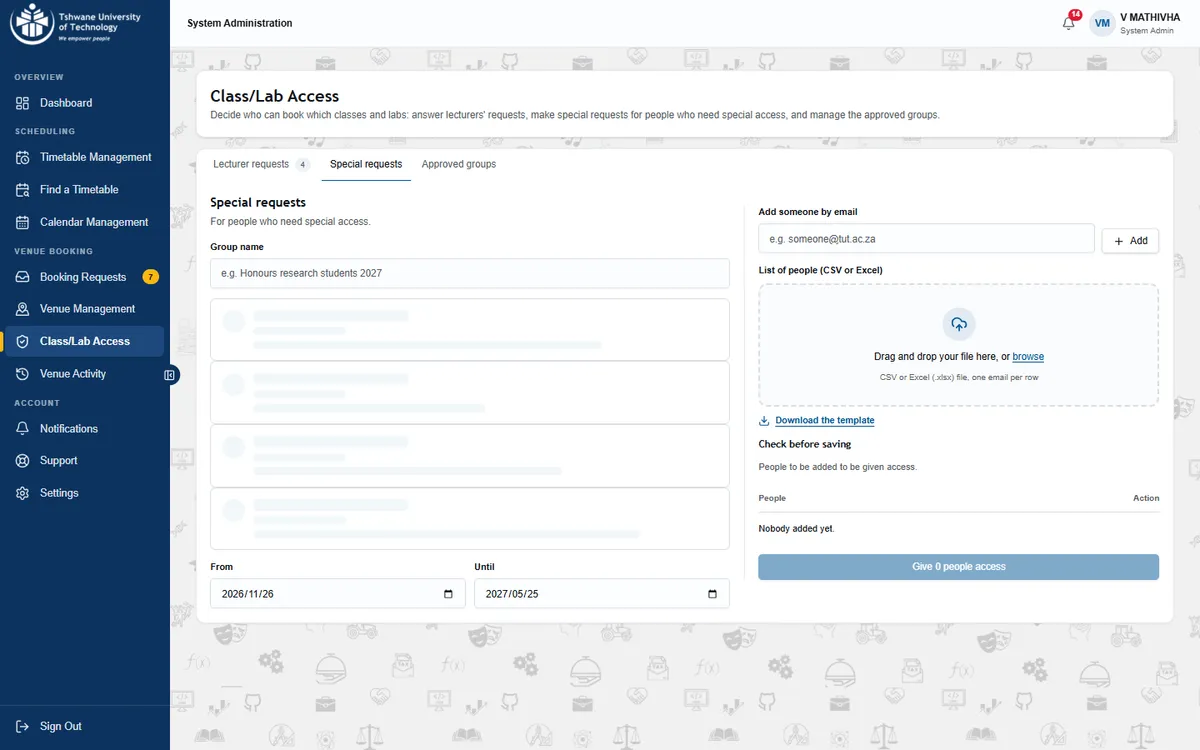 Tshwane University
of Technology
We empower people
System Administration
14
VM
V MATHIVHA
System Admin
OVERVIEW
Dashboard
SCHEDULING
Timetable Management
Find a Timetable
Calendar Management
VENUE BOOKING
Booking Requests 7
Venue Management
Class/Lab Access
Venue Activity
ACCOUNT
Notifications
Support
Settings
Sign Out
Class/Lab Access
Decide who can book which classes and labs: answer lecturers' requests, make special requests for people who need special access, and manage the approved groups.
Lecturer requests 4 Special requests Approved groups
Special requests
For people who need special access.
Group name
e.g. Honours research students 2027
From Until
2026/11/26 2027/05/25
Add someone by email
e.g. someone@tut.ac.za
+ Add
List of people (CSV or Excel)
Drag and drop your file here, or browse
CSV or Excel (.xlsx) file, one email per row
Download the template
Check before saving
People to be added to be given access.
People Action
Nobody added yet.
Give 0 people access